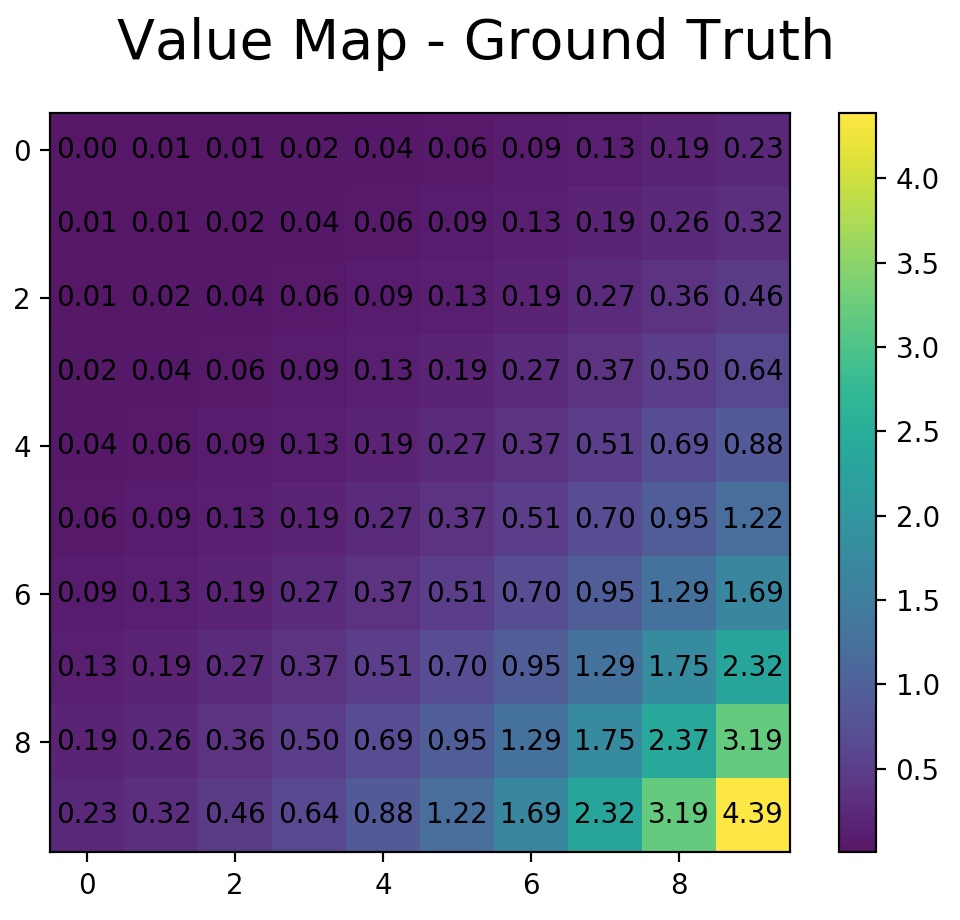 Value Map - Ground Truth
0 0.00 0.01 0.01 0.02 0.04 0.06 0.09 0.13 0.19 0.23
0.01 0.01 0.02 0.04 0.06 0.09 0.13 0.19 0.26 0.32
2 0.01 0.02 0.04 0.06 0.09 0.13 0.19 0.27 0.36 0.46
0.02 0.04 0.06 0.09 0.13 0.19 0.27 0.37 0.50 0.64
4 0.04 0.06 0.09 0.13 0.19 0.27 0.37 0.51 0.69 0.88
0.06 0.09 0.13 0.19 0.27 0.37 0.51 0.70 0.95 1.22
6 0.09 0.13 0.19 0.27 0.37 0.51 0.70 0.95 1.29 1.69
0.13 0.19 0.27 0.37 0.51 0.70 0.95 1.29 1.75 2.32
8 0.19 0.26 0.36 0.50 0.69 0.95 1.29 1.75 2.37 3.19
0.23 0.32 0.46 0.64 0.88 1.22 1.69 2.32 3.19 4.39
0 2 4 6 8
4.0
3.5
3.0
2.5
2.0
1.5
1.0
0.5